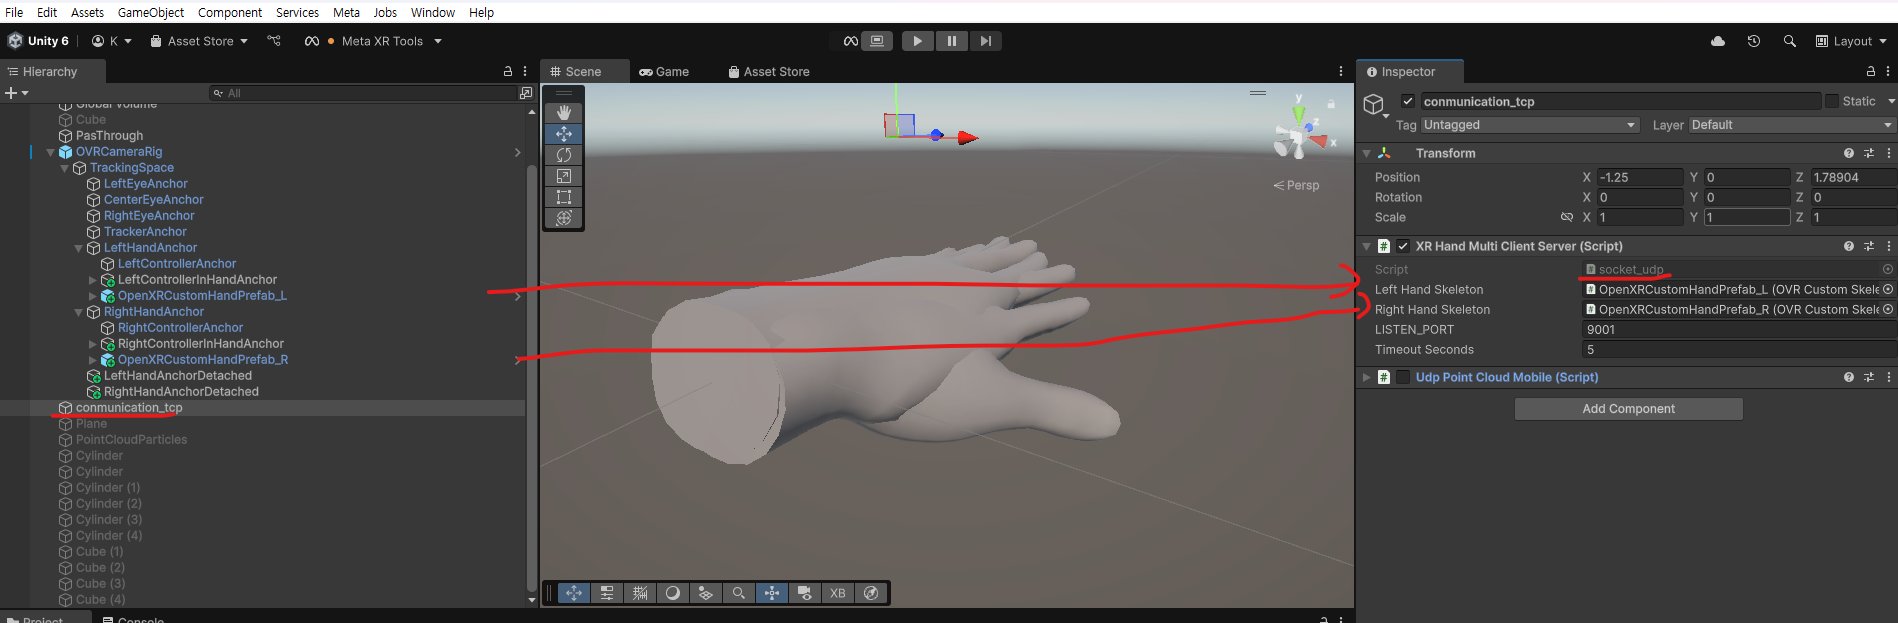 File Edit Assets GameObject Component Services Meta Jobs Window Help
Unity 6 K Asset Store Meta XR Tools Layout
Hierarchy
All
Global Volume
Cube
PasThrough
OVRCameraRig
TrackingSpace
LeftEyeAnchor
CenterEyeAnchor
RightEyeAnchor
TrackerAnchor
LeftHandAnchor
LeftControllerAnchor
LeftControllerInHandAnchor
OpenXRCustomHandPrefab_L
RightHandAnchor
RightControllerAnchor
RightControllerInHandAnchor
OpenXRCustomHandPrefab_R
LeftHandAnchorDetached
RightHandAnchorDetached
conmunication_tcp
Plane
PointCloudParticles
Cylinder
Cylinder
Cylinder (1)
Cylinder (2)
Cylinder (3)
Cylinder (4)
Cube (1)
Cube (2)
Cube (3)
Cube (4)
Project Console
Scene Game Asset Store
y
z
x
Persp
XB
Inspector
conmunication_tcp Static
Tag Untagged Layer Default
Transform
Position X -1.25 Y 0 Z 1.78904
Rotation X 0 Y 0 Z 0
Scale X 1 Y 1 Z 1
# XR Hand Multi Client Server (Script)
Script # socket_udp
Left Hand Skeleton # OpenXRCustomHandPrefab_L (OVR Custom Skele
Right Hand Skeleton # OpenXRCustomHandPrefab_R (OVR Custom Skele
LISTEN_PORT 9001
Timeout Seconds 5
# Udp Point Cloud Mobile (Script)
Add Component